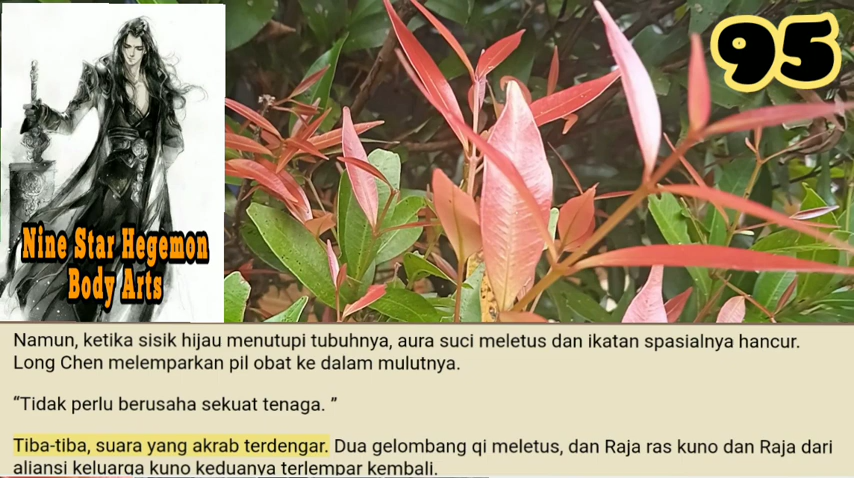 95
Nine Star Hegemon
Body Arts
Namun, ketika sisik hijau menutupi tubuhnya, aura suci meletus dan ikatan spasialnya hancur.
Long Chen melemparkan pil obat ke dalam mulutnya.
“Tidak perlu berusaha sekuat tenaga. ”
Tiba-tiba, suara yang akrab terdengar. Dua gelombang qi meletus, dan Raja ras kuno dan Raja dari
aliansi keluarga kuno keduanya terlempar kembali.